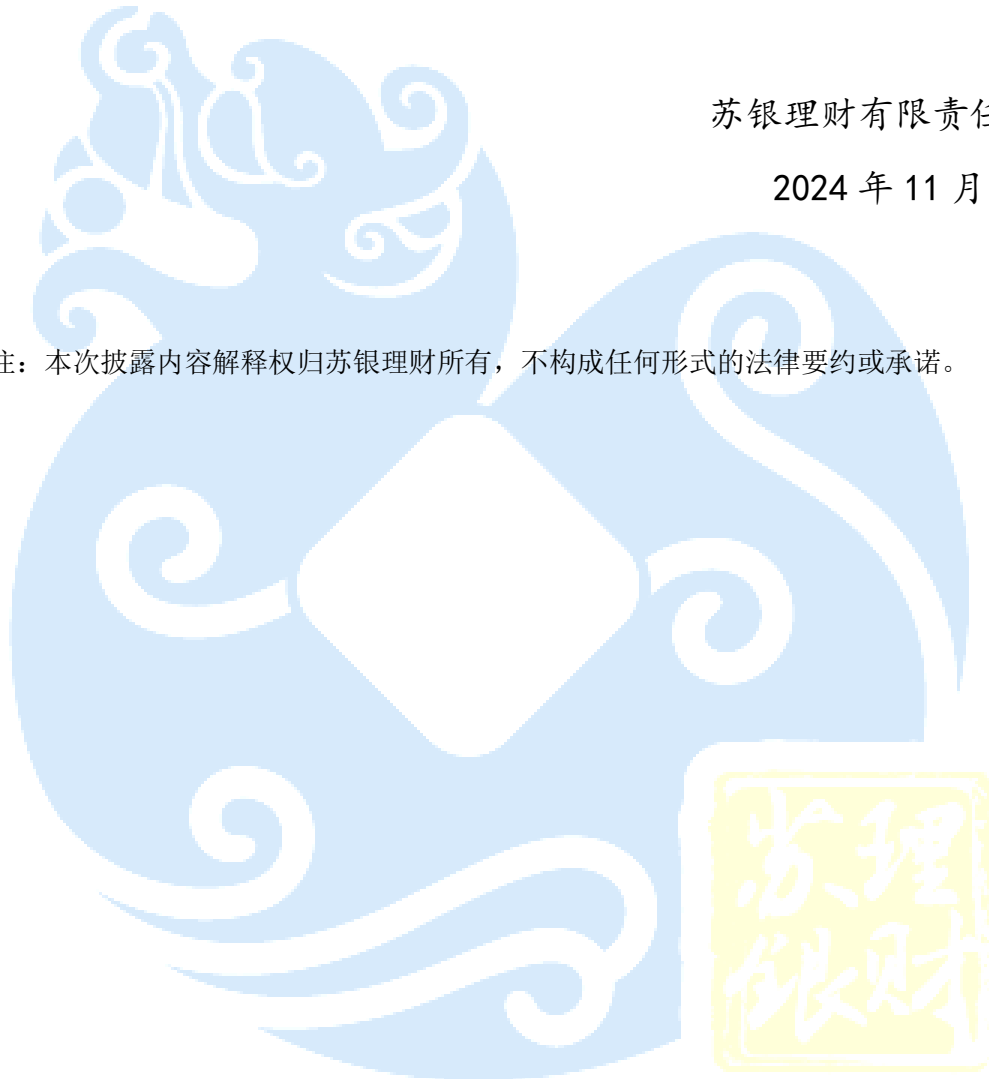 苏银理财有限责任
2024 年 11 月
注：本次披露内容解释权归苏银理财所有，不构成任何形式的法律要约或承诺。
苏理
银财